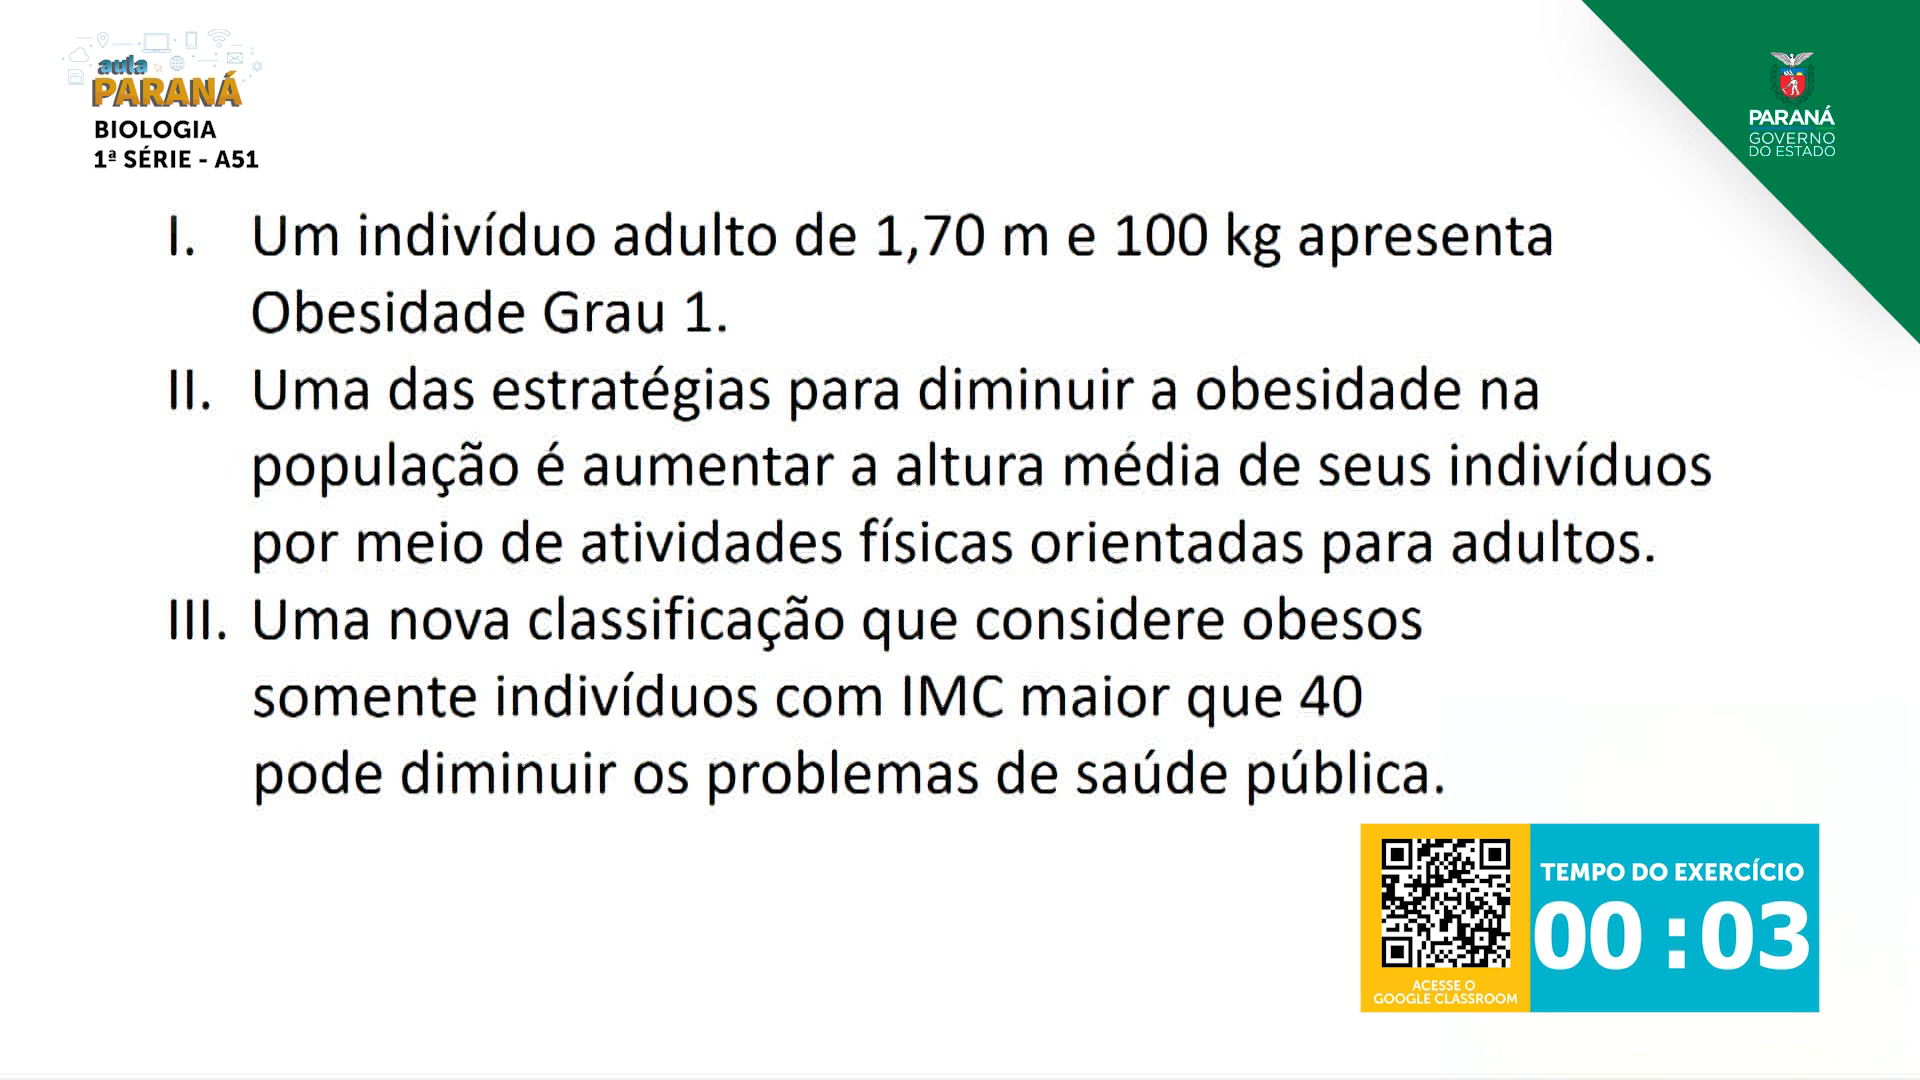 aula
PARANÁ
BIOLOGIA
1ª SÉRIE - A51
PARANÁ
GOVERNO
DO ESTADO
I. Um indivíduo adulto de 1,70 m e 100 kg apresenta
Obesidade Grau 1.
II. Uma das estratégias para diminuir a obesidade na
população é aumentar a altura média de seus indivíduos
por meio de atividades físicas orientadas para adultos.
III. Uma nova classificação que considere obesos
somente indivíduos com IMC maior que 40
pode diminuir os problemas de saúde pública.
TEMPO DO EXERCÍCIO
00 : 03
ACESSE O
GOOGLE CLASSROOM